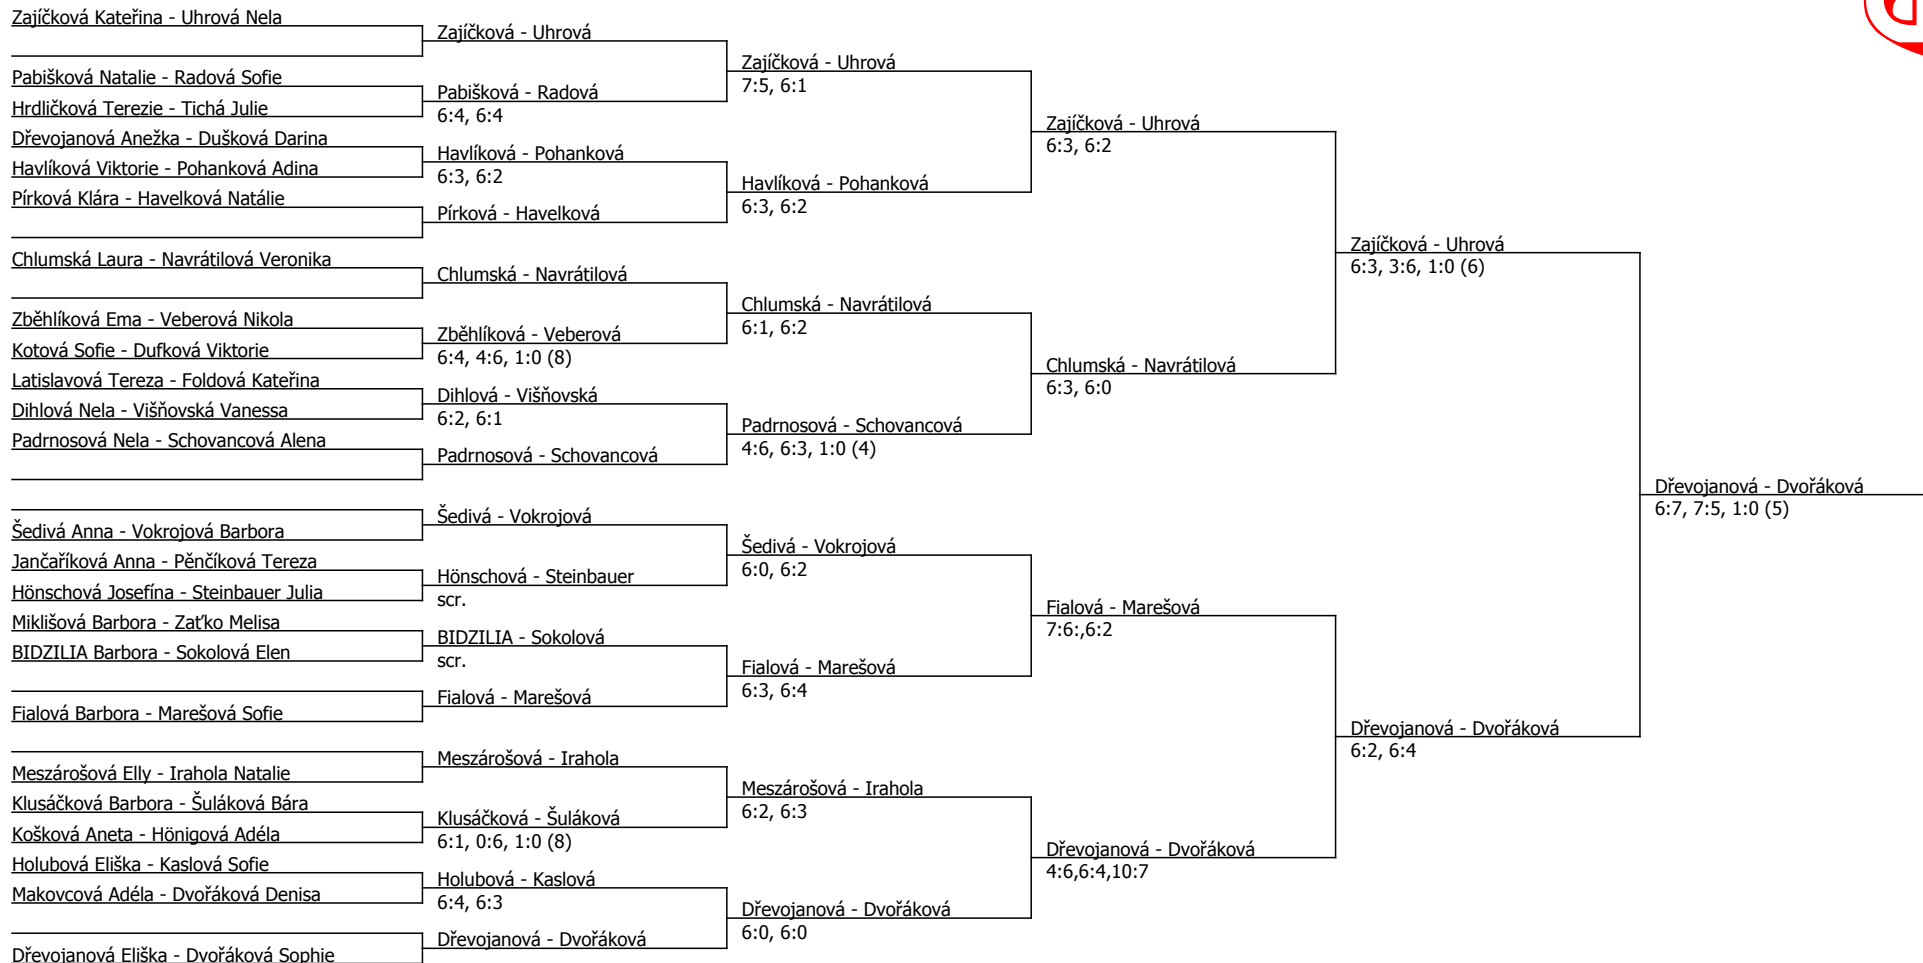 Zajíčková Kateřina - Uhrová Nela
Pabišková Natalie - Radová Sofie
Hrdličková Terezie - Tichá Julie
Dřevojanová Anežka - Dušková Darina
Havlíková Viktorie - Pohanková Adina
Pírková Klára - Havelková Natálie
Chlumská Laura - Navrátilová Veronika
Zběhlíková Ema - Veberová Nikola
Kotová Sofie - Dufková Viktorie
Latislavová Tereza - Foldová Kateřina
Dihlová Nela - Višňovská Vanessa
Padrnosová Nela - Schovancová Alena
Šedivá Anna - Vokrojová Barbora
Jančaříková Anna - Pěnčíková Tereza
Hönschová Josefína - Steinbauer Julia
Miklišová Barbora - Zaťko Melisa
BIDZILIA Barbora - Sokolová Elen
Fialová Barbora - Marešová Sofie
Meszárošová Elly - Irahola Natalie
Klusáčková Barbora - Šuláková Bára
Košková Aneta - Hönigová Adéla
Holubová Eliška - Kaslová Sofie
Makovcová Adéla - Dvořáková Denisa
Dřevojanová Eliška - Dvořáková Sophie
Zajíčková - Uhrová
Pabišková - Radová
6:4, 6:4
Havlíková - Pohanková
6:3, 6:2
Pírková - Havelková
Chlumská - Navrátilová
Zběhlíková - Veberová
6:4, 4:6, 1:0 (8)
Dihlová - Višňovská
6:2, 6:1
Padrnosová - Schovancová
Šedivá - Vokrojová
Hönschová - Steinbauer
scr.
BIDZILIA - Sokolová
scr.
Fialová - Marešová
Meszárošová - Irahola
Klusáčková - Šuláková
6:1, 0:6, 1:0 (8)
Holubová - Kaslová
6:4, 6:3
Dřevojanová - Dvořáková
Zajíčková - Uhrová
7:5, 6:1
Havlíková - Pohanková
6:3, 6:2
Chlumská - Navrátilová
6:1, 6:2
Padrnosová - Schovancová
4:6, 6:3, 1:0 (4)
Šedivá - Vokrojová
6:0, 6:2
Fialová - Marešová
6:3, 6:4
Meszárošová - Irahola
6:2, 6:3
Dřevojanová - Dvořáková
6:0, 6:0
Zajíčková - Uhrová
6:3, 6:2
Chlumská - Navrátilová
6:3, 6:0
Fialová - Marešová
7:6:,6:2
Dřevojanová - Dvořáková
4:6,6:4,10:7
Zajíčková - Uhrová
6:3, 3:6, 1:0 (6)
Dřevojanová - Dvořáková
6:2, 6:4
Dřevojanová - Dvořáková
6:7, 7:5, 1:0 (5)